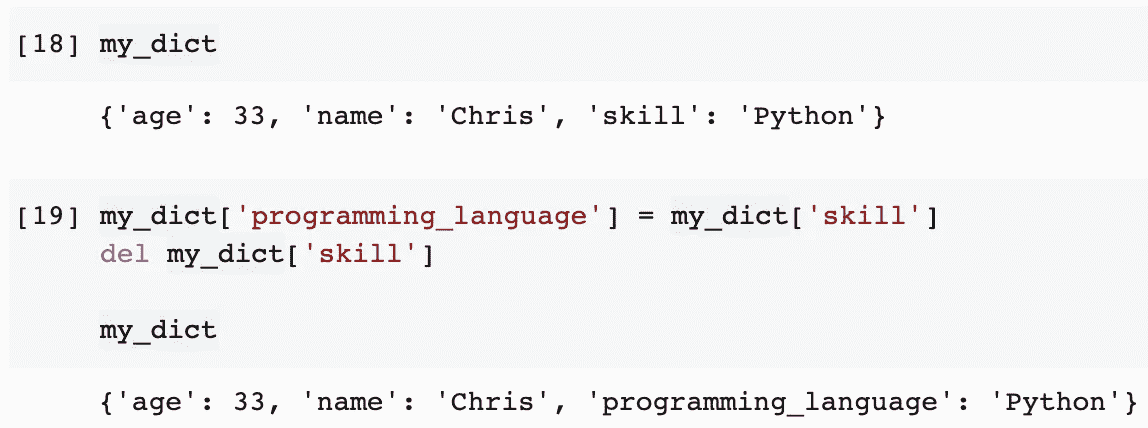 [18] my_dict
{'age': 33, 'name': 'Chris', 'skill': 'Python'}
[19] my_dict['programming_language'] = my_dict['skill']
del my_dict['skill']
my_dict
{'age': 33, 'name': 'Chris', 'programming_language': 'Python'}